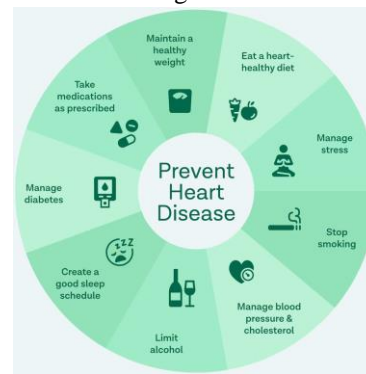 Prevent
Heart
Disease
Maintain a
healthy
weight
Eat a heart-
healthy diet
Manage
stress
Stop
smoking
Manage blood
pressure &
cholesterol
Limit
alcohol
Create a
good sleep
schedule
zzz
Manage
diabetes
Take
medications
as prescribed